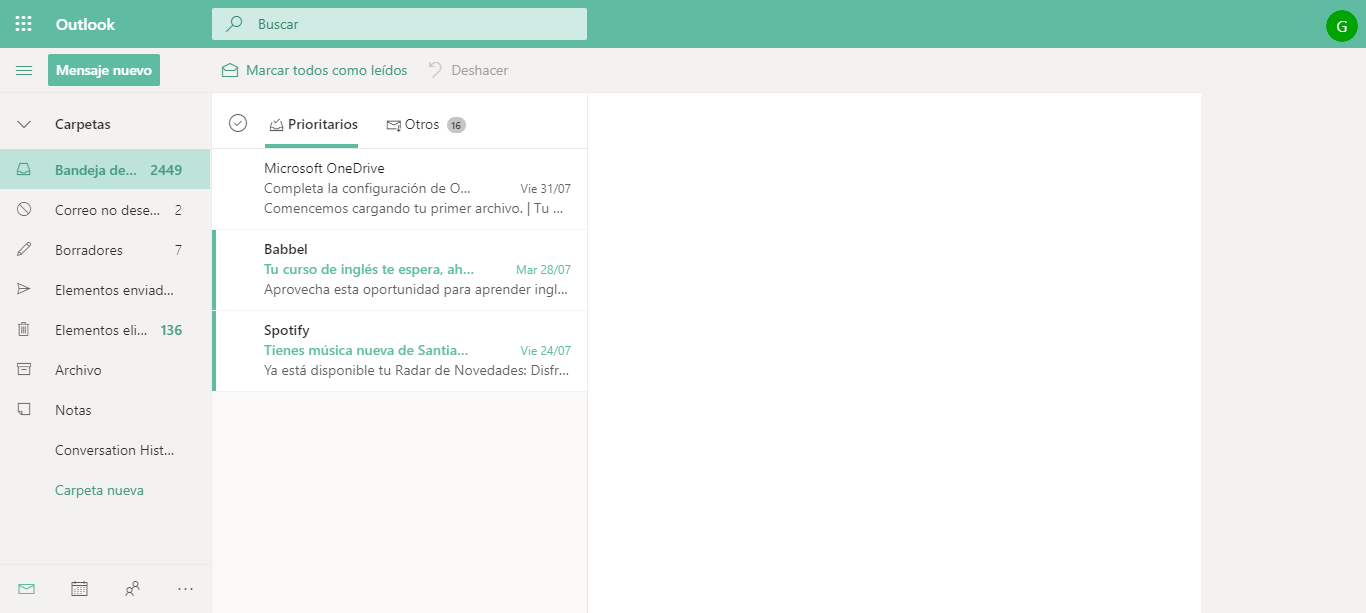 Outlook
Buscar
G
Mensaje nuevo
Marcar todos como leídos
Deshacer
Carpetas
Bandeja de... 2449
Correo no dese... 2
Borradores 7
Elementos enviad...
Elementos eli... 136
Archivo
Notas
Conversation Hist...
Carpeta nueva
Prioritarios
Otros 16
Microsoft OneDrive
Completa la configuración de O... Vie 31/07
Comencemos cargando tu primer archivo. | Tu ...
Babbel
Tu curso de inglés te espera, ah... Mar 28/07
Aprovecha esta oportunidad para aprender ingl...
Spotify
Tienes música nueva de Santia... Vie 24/07
Ya está disponible tu Radar de Novedades: Disfr...